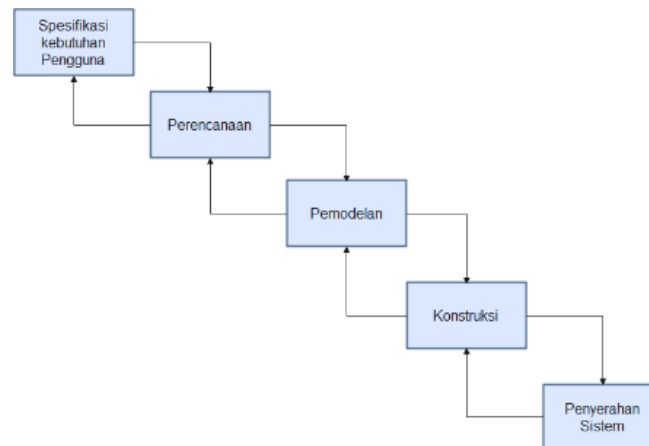 Spesifikasi
kebutuhan
Pengguna
Perencanaan
Pemodelan
Konstruksi
Penyerahan
Sistem